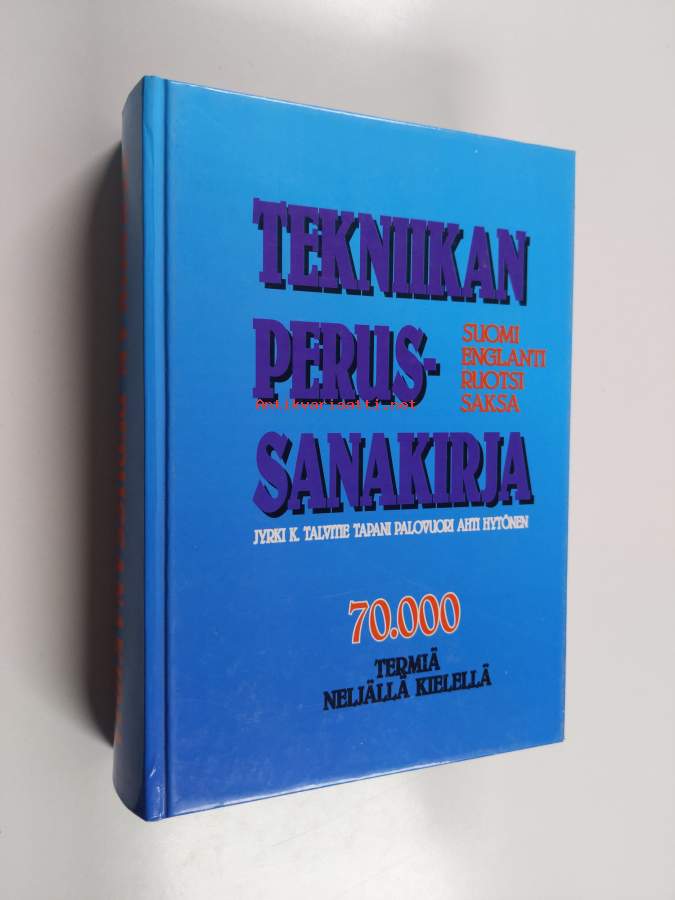 TEKNIIKAN
PERUS-
SANAKIRJA
SUOMI
ENGLANTI
RUOTSI
SAKSA
Antikvariaatti.net
JYRKI K. TALVITIE TAPANI PALOVUORI AHTI HYTÖNEN
70.000
TERMIÄ
NELJÄLLÄ KIELELLÄ